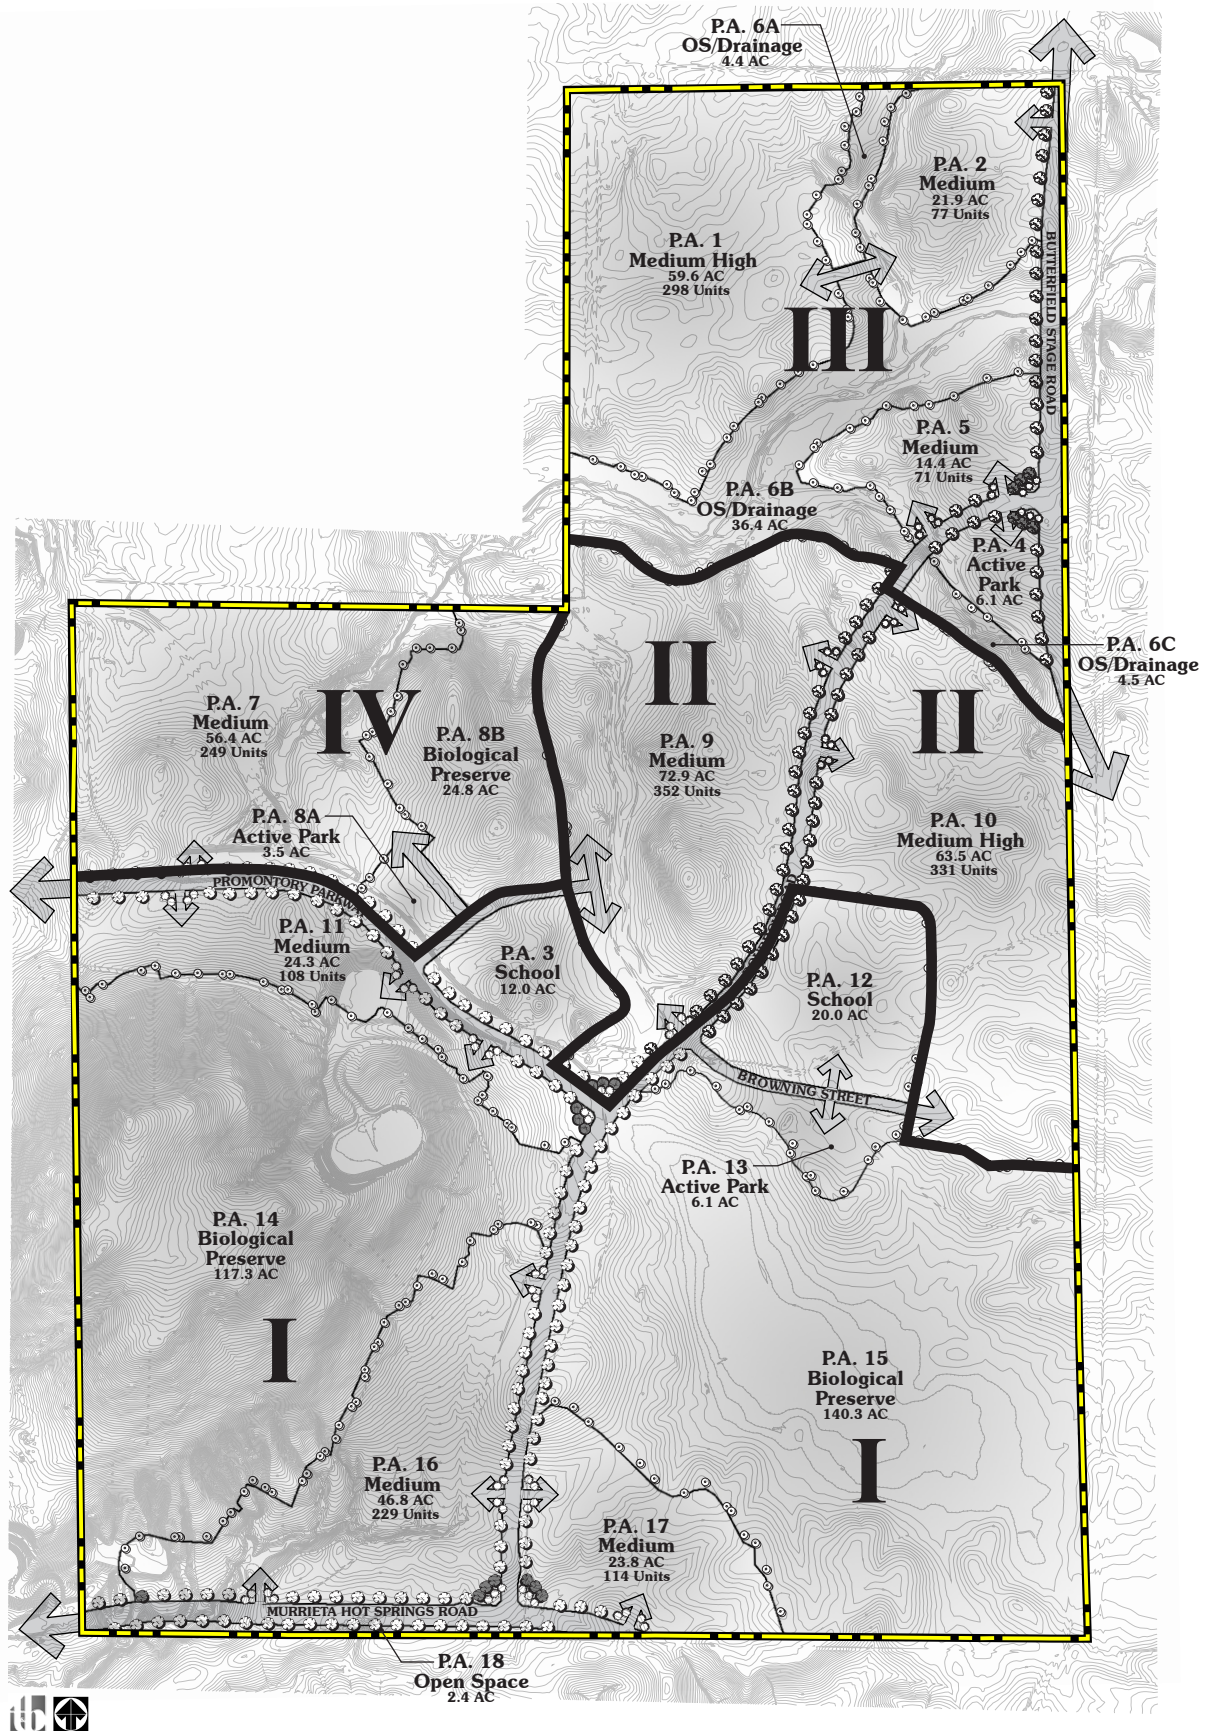 P.A. 6A
OS/Drainage
4.4 AC
P.A. 2
Medium
21.9 AC
77 Units
P.A. 1
Medium High
59.6 AC
298 Units
BUTTERFIELD STAGE ROAD
III
P.A. 5
Medium
14.4 AC
71 Units
P.A. 6B
OS/Drainage
36.4 AC
P.A. 4
Active
Park
6.1 AC
P.A. 6C
OS/Drainage
4.5 AC
II
II
P.A. 7
Medium
56.4 AC
249 Units
IV
P.A. 8B
Biological
Preserve
24.8 AC
P.A. 9
Medium
72.9 AC
352 Units
P.A. 8A
Active Park
3.5 AC
P.A. 10
Medium High
63.5 AC
331 Units
PROMONTORY PARKWAY
P.A. 11
Medium
24.3 AC
108 Units
P.A. 3
School
12.0 AC
P.A. 12
School
20.0 AC
BROWNING STREET
P.A. 13
Active Park
6.1 AC
P.A. 14
Biological
Preserve
117.3 AC
I
P.A. 15
Biological
Preserve
140.3 AC
I
P.A. 16
Medium
46.8 AC
229 Units
P.A. 17
Medium
23.8 AC
114 Units
MURRIETA HOT SPRINGS ROAD
P.A. 18
Open Space
2.4 AC